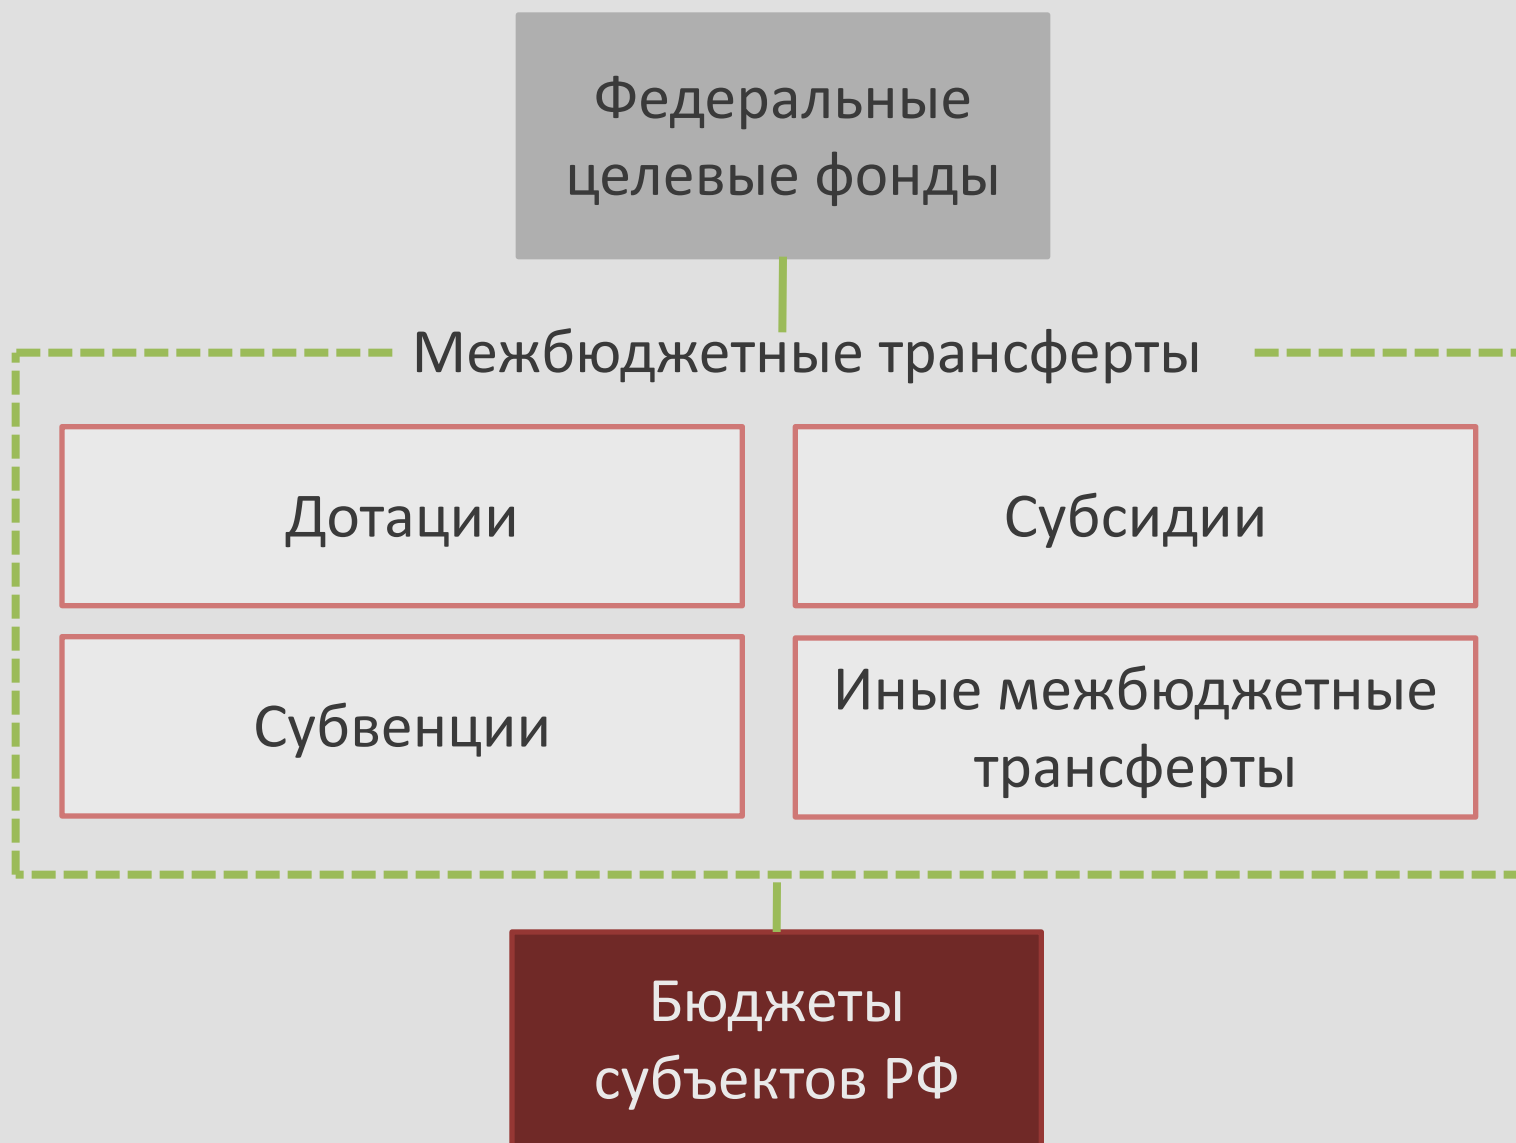 Федеральные
целевые фонды
Межбюджетные трансферты
Дотации
Субсидии
Субвенции
Иные межбюджетные
трансферты
Бюджеты
субъектов РФ